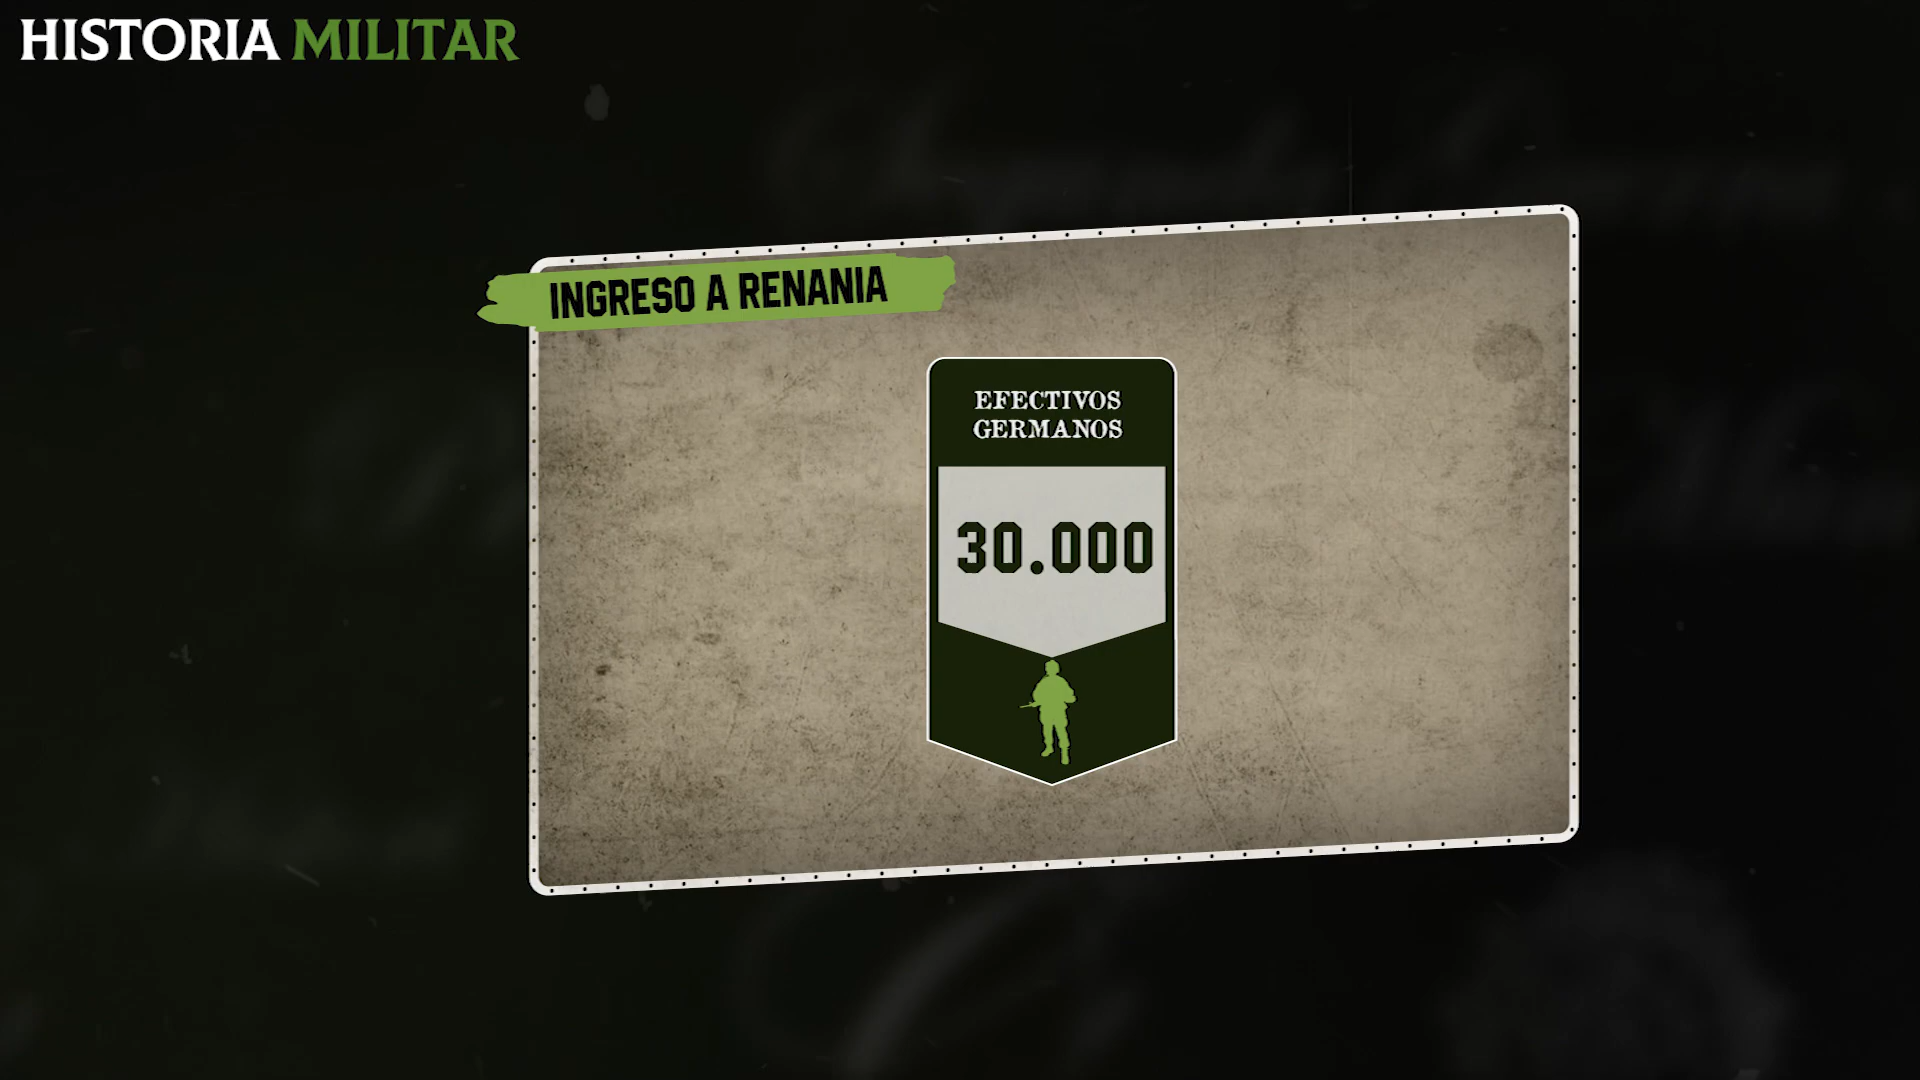 HISTORIA MILITAR
INGRESO A RENANIA
EFECTIVOS
GERMANOS
30.000